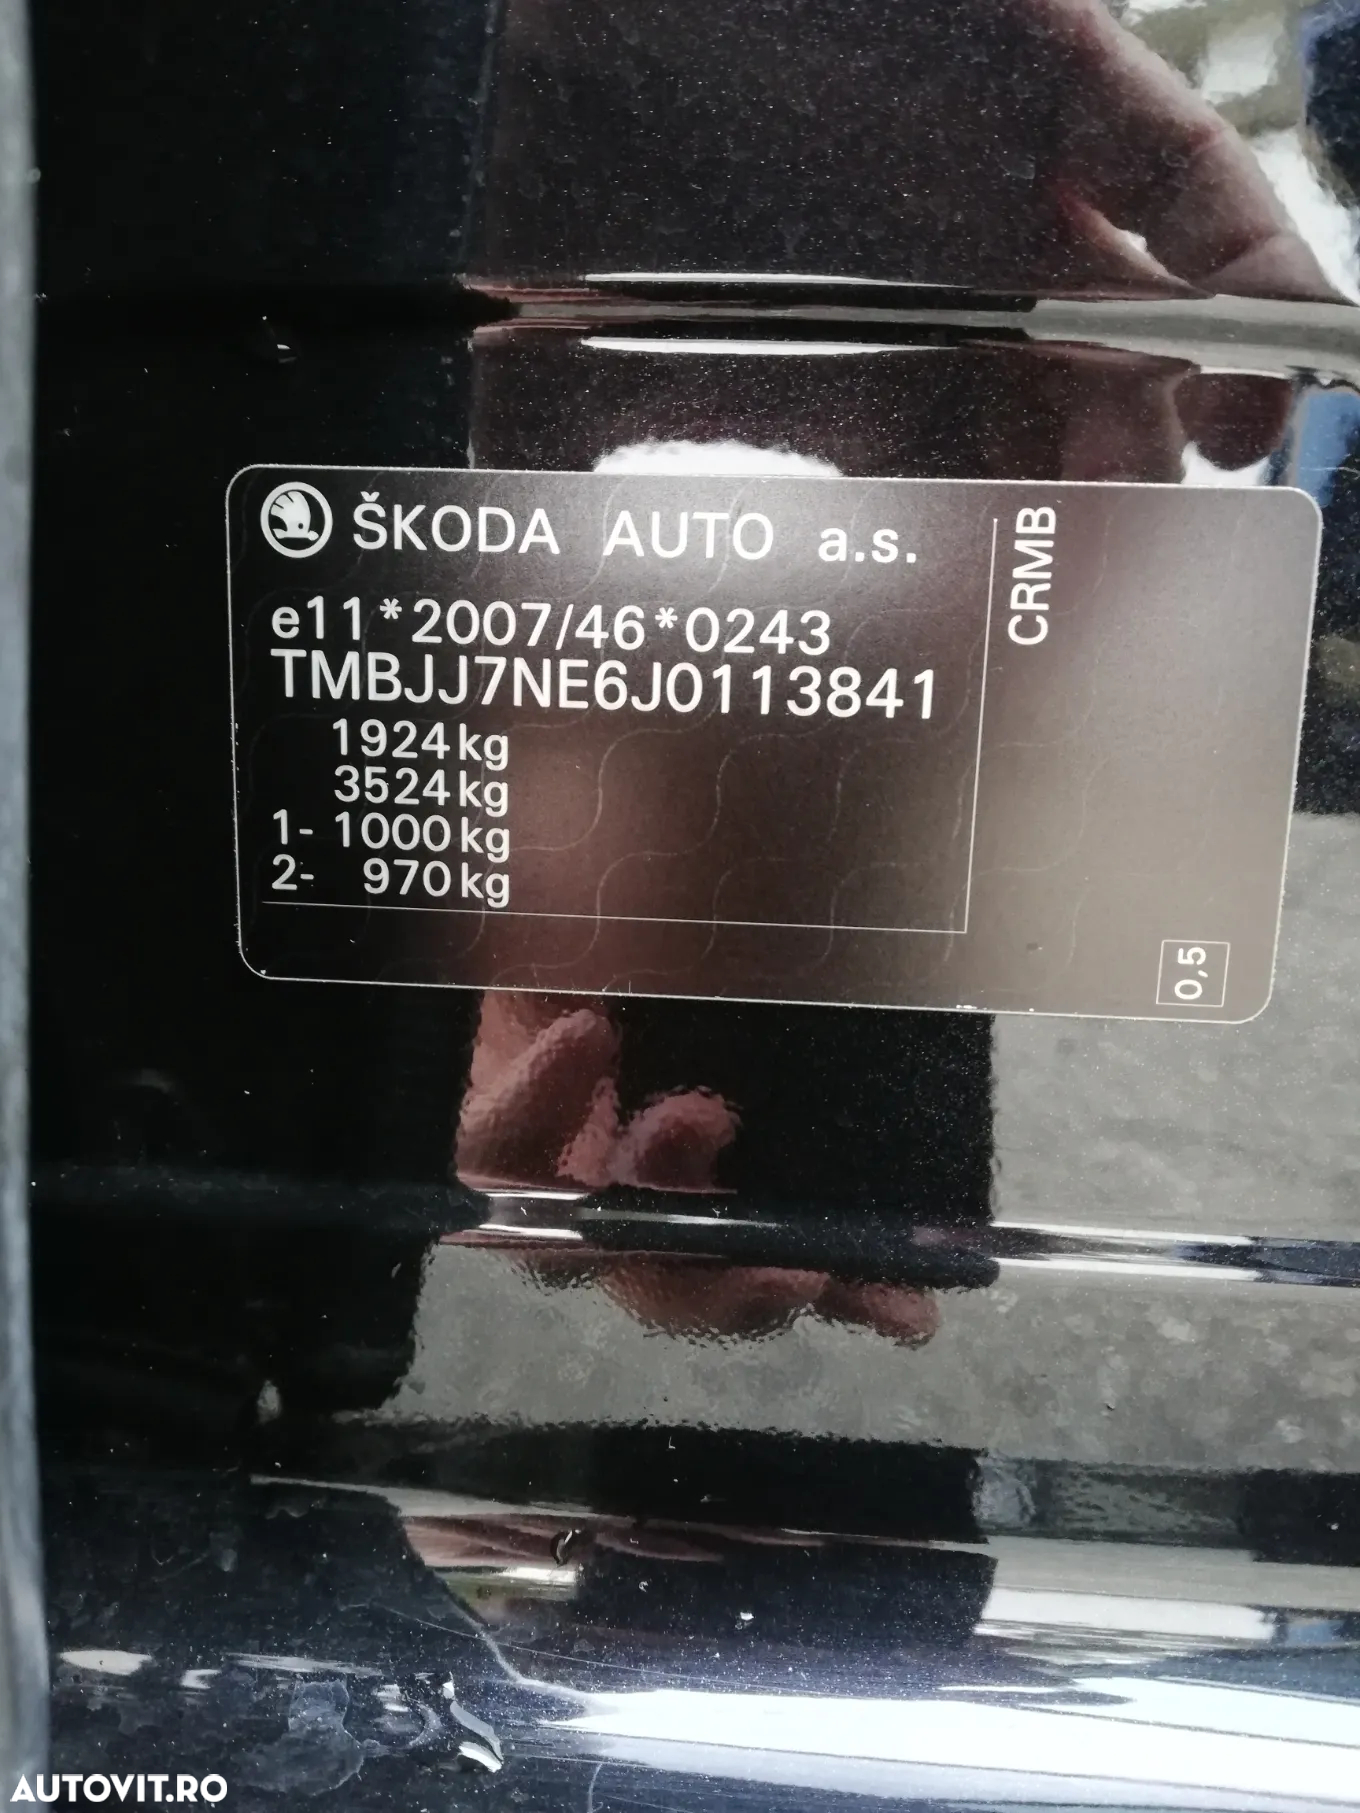 ŠKODA AUTO a.s.
e11*2007/46*0243
TMBJJ7NE6J0113841
1924kg
3524kg
1- 1000kg
2- 970kg
CRMB
0,5
AUTOVIT.RO